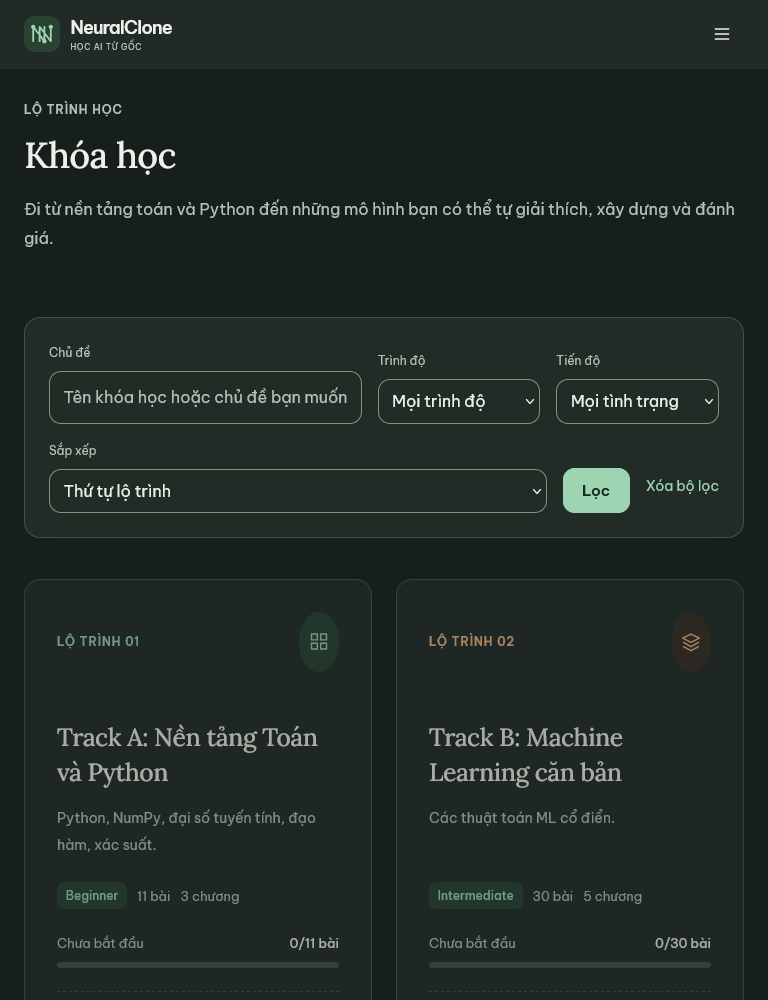 NeuralClone
HỌC AI TỪ GỐC
LỘ TRÌNH HỌC
Khóa học
Đi từ nền tảng toán và Python đến những mô hình bạn có thể tự giải thích, xây dựng và đánh
giá.
Chủ đề
Trình độ
Tiến độ
Tên khóa học hoặc chủ đề bạn muốn
Mọi trình độ
Mọi tình trạng
Sắp xếp
Thứ tự lộ trình
Lọc
Xóa bộ lọc
LỘ TRÌNH 01
Track A: Nền tảng Toán
và Python
Python, NumPy, đại số tuyến tính, đạo
hàm, xác suất.
Beginner 11 bài 3 chương
Chưa bắt đầu 0/11 bài
LỘ TRÌNH 02
Track B: Machine
Learning căn bản
Các thuật toán ML cổ điển.
Intermediate 30 bài 5 chương
Chưa bắt đầu 0/30 bài